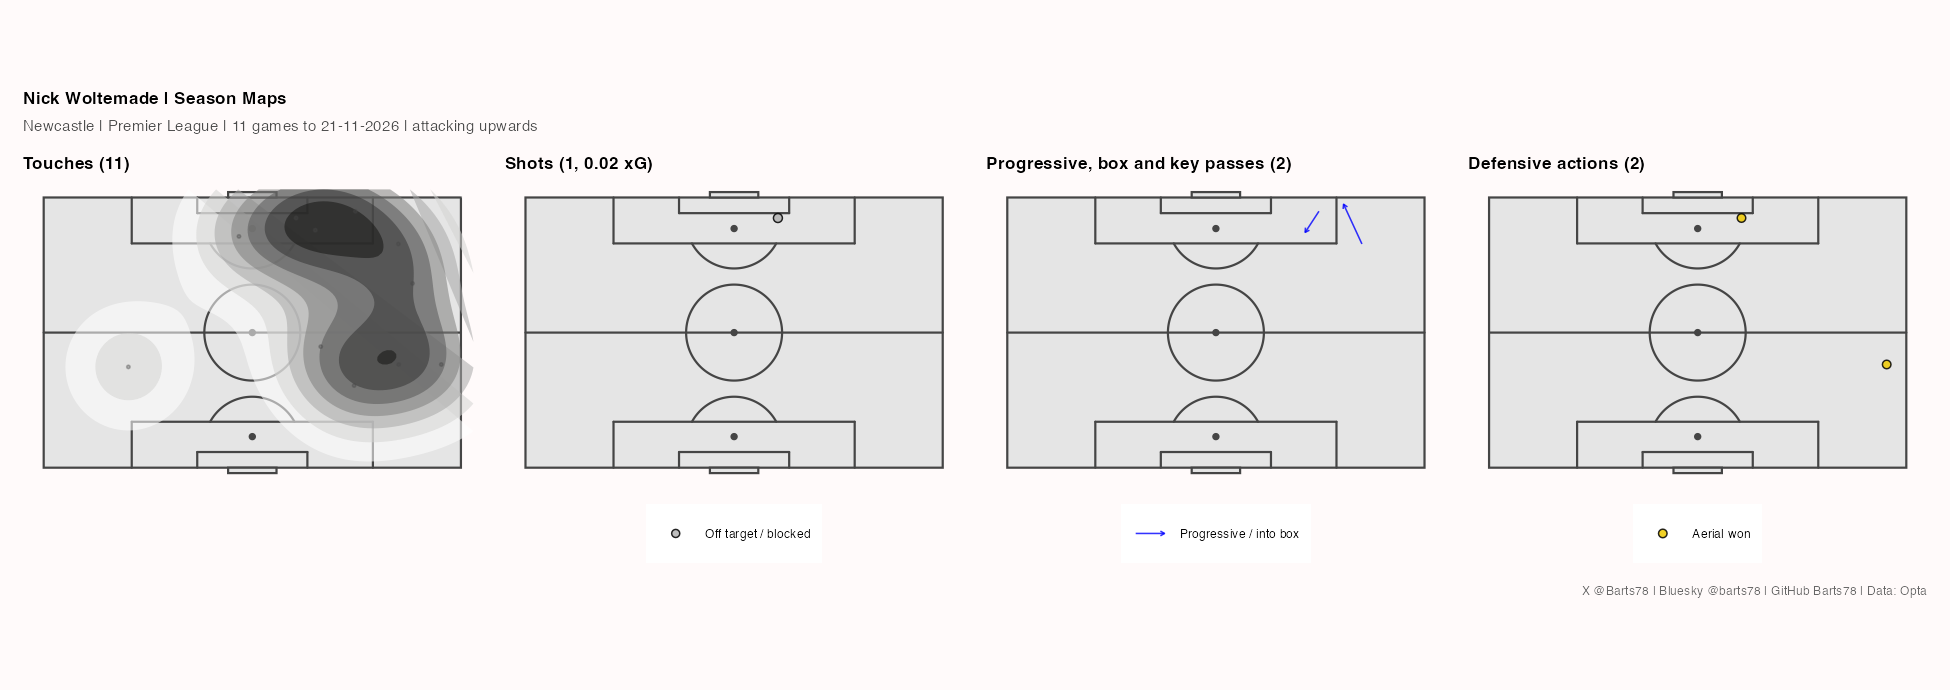 Nick Woltemade | Season Maps
Newcastle | Premier League | 11 games to 21-11-2026 | attacking upwards
Touches (11)
Shots (1, 0.02 xG)
Progressive, box and key passes (2)
Defensive actions (2)
Off target / blocked
Progressive / into box
Aerial won
X @Barts78 | Bluesky @barts78 | GitHub Barts78 | Data: Opta